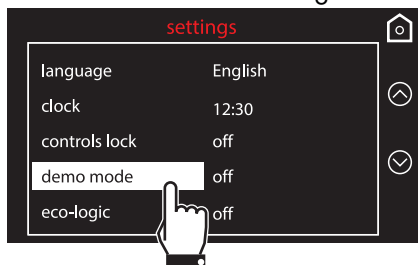 settings
language English
clock 12:30
controls lock off
demo mode off
eco-logic off